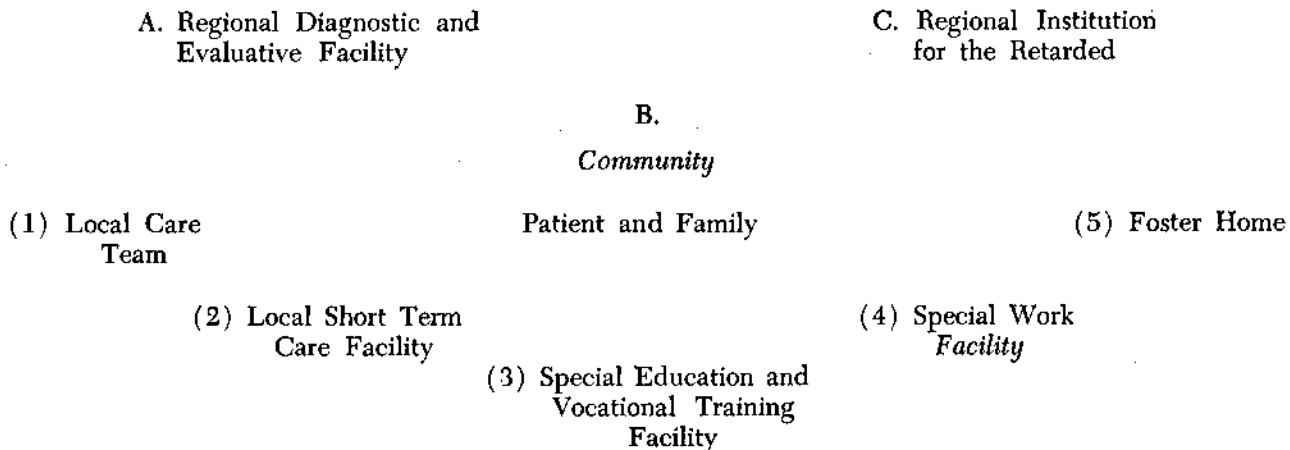 A. Regional Diagnostic and
Evaluative Facility
C. Regional Institution
for the Retarded
B.
Community
(1) Local Care
Team
Patient and Family
(5) Foster Home
(2) Local Short Term
Care Facility
(4) Special Work
Facility
(3) Special Education and
Vocational Training
Facility